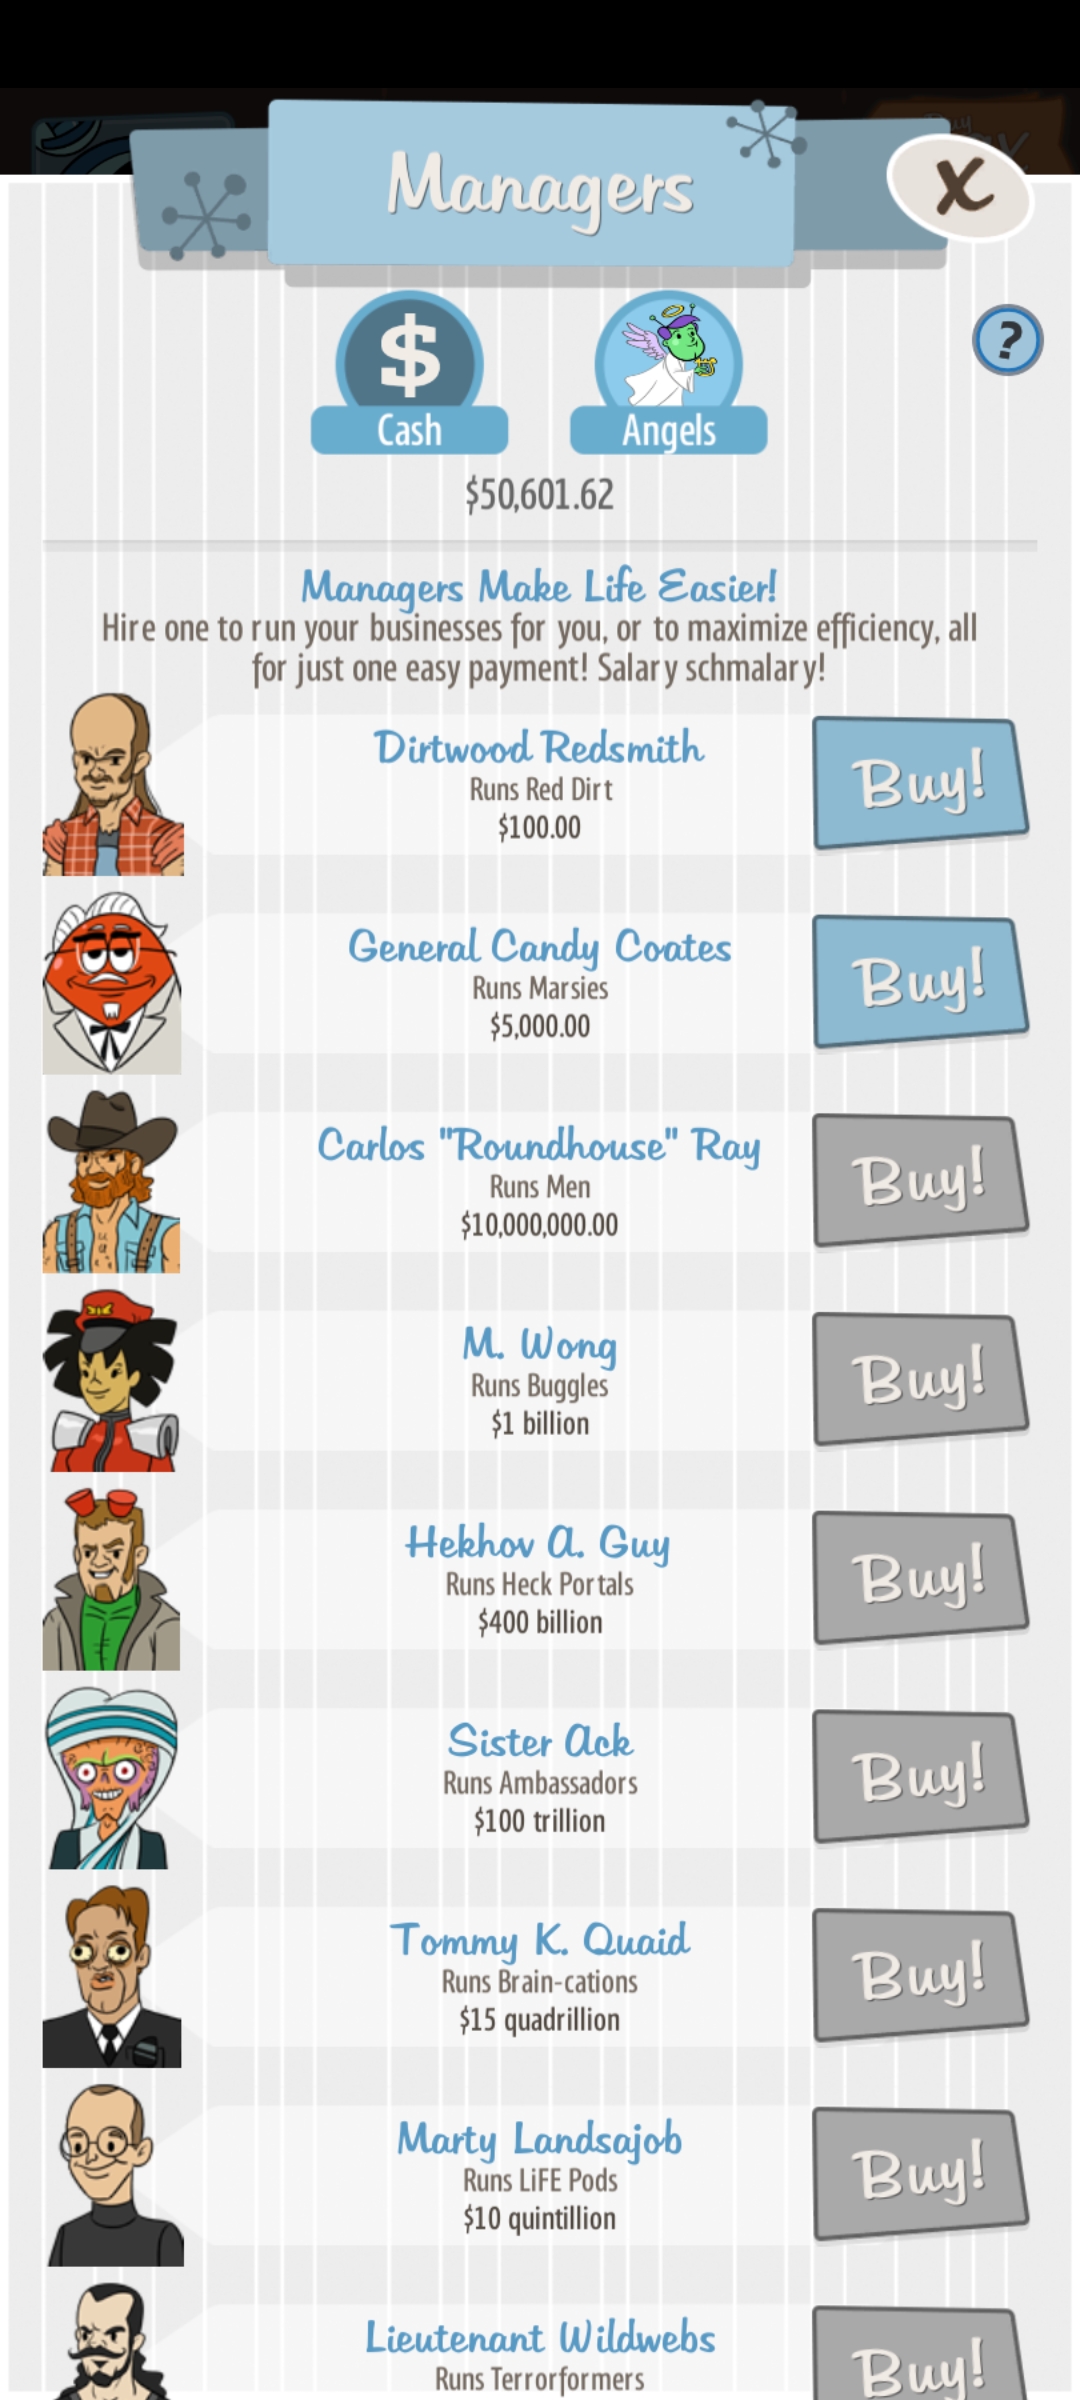 Managers
X
$
?
Cash
Angels
$50,601.62
Managers Make Life Easier!
Hire one to run your businesses for you, or to maximize efficiency, all
for just one easy payment! Salary schmalary!
Dirtwood Redsmith
Runs Red Dirt
$100.00
Buy!
General Candy Coates
Runs Marsies
$5,000.00
Buy!
Carlos "Roundhouse" Ray
Runs Men
$10,000,000.00
Buy!
M. Wong
Runs Buggles
$1 billion
Buy!
Hekhov A. Guy
Runs Heck Portals
$400 billion
Buy!
Sister Ack
Runs Ambassadors
$100 trillion
Buy!
Tommy K. Quaid
Runs Brain-cations
$15 quadrillion
Buy!
Marty Landsajob
Runs LiFE Pods
$10 quintillion
Buy!
Lieutenant Wildwebs
Runs Terrorformers
Buy!